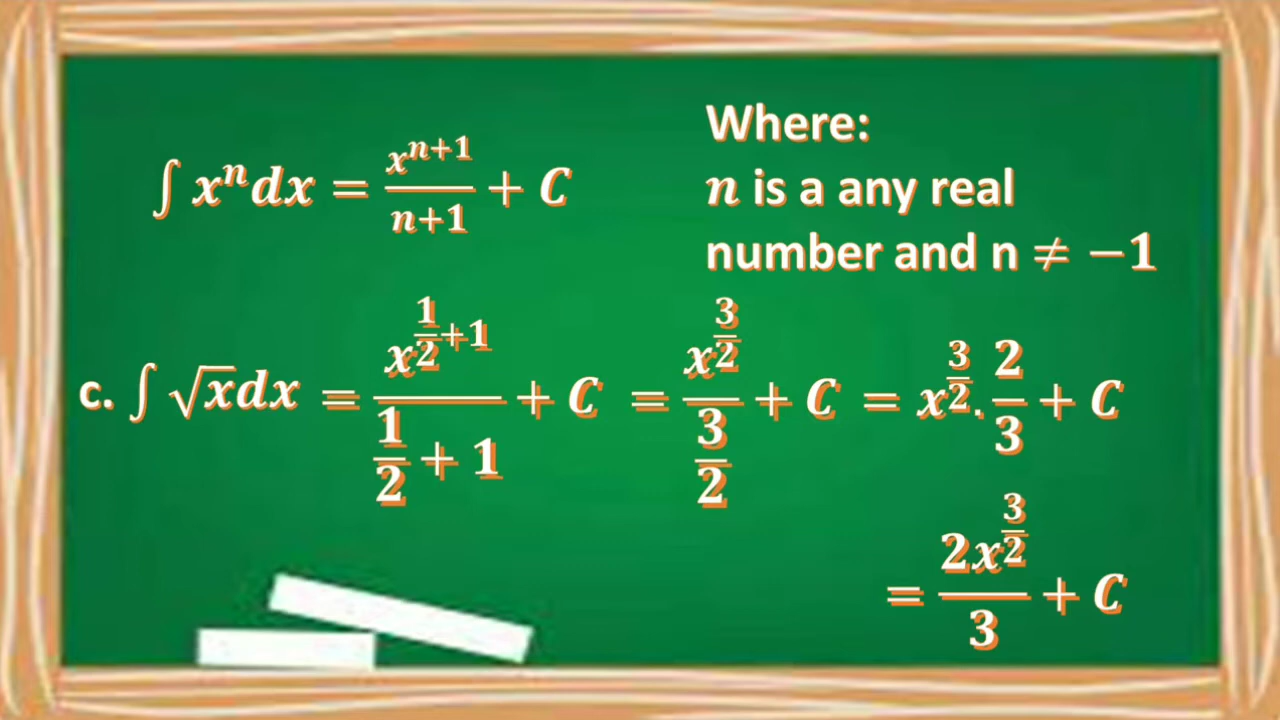 ∫ xⁿdx = xⁿ⁺¹/(n+1) + C
Where:
n is a any real
number and n ≠ −1
c. ∫ √x dx = x^(1/2+1)/(1/2 + 1) + C = x^(3/2)/(3/2) + C = x^(3/2) . 2/3 + C
= 2x^(3/2)/3 + C